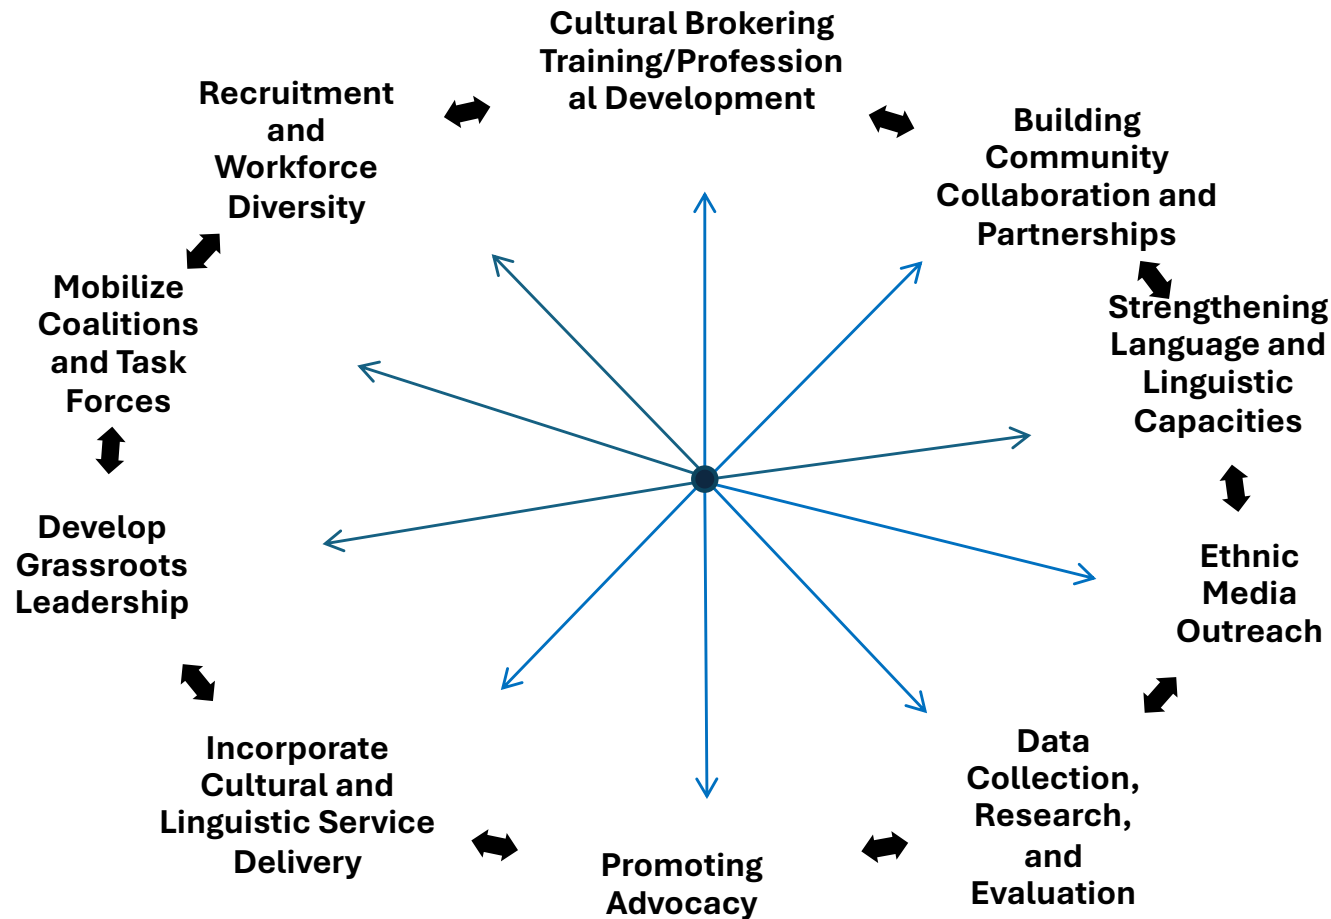 Cultural Brokering
Training/Profession
al Development
Building
Community
Collaboration and
Partnerships
Strengthening
Language and
Linguistic
Capacities
Ethnic
Media
Outreach
Data
Collection,
Research,
and
Evaluation
Promoting
Advocacy
Incorporate
Cultural and
Linguistic Service
Delivery
Develop
Grassroots
Leadership
Mobilize
Coalitions
and Task
Forces
Recruitment
and
Workforce
Diversity